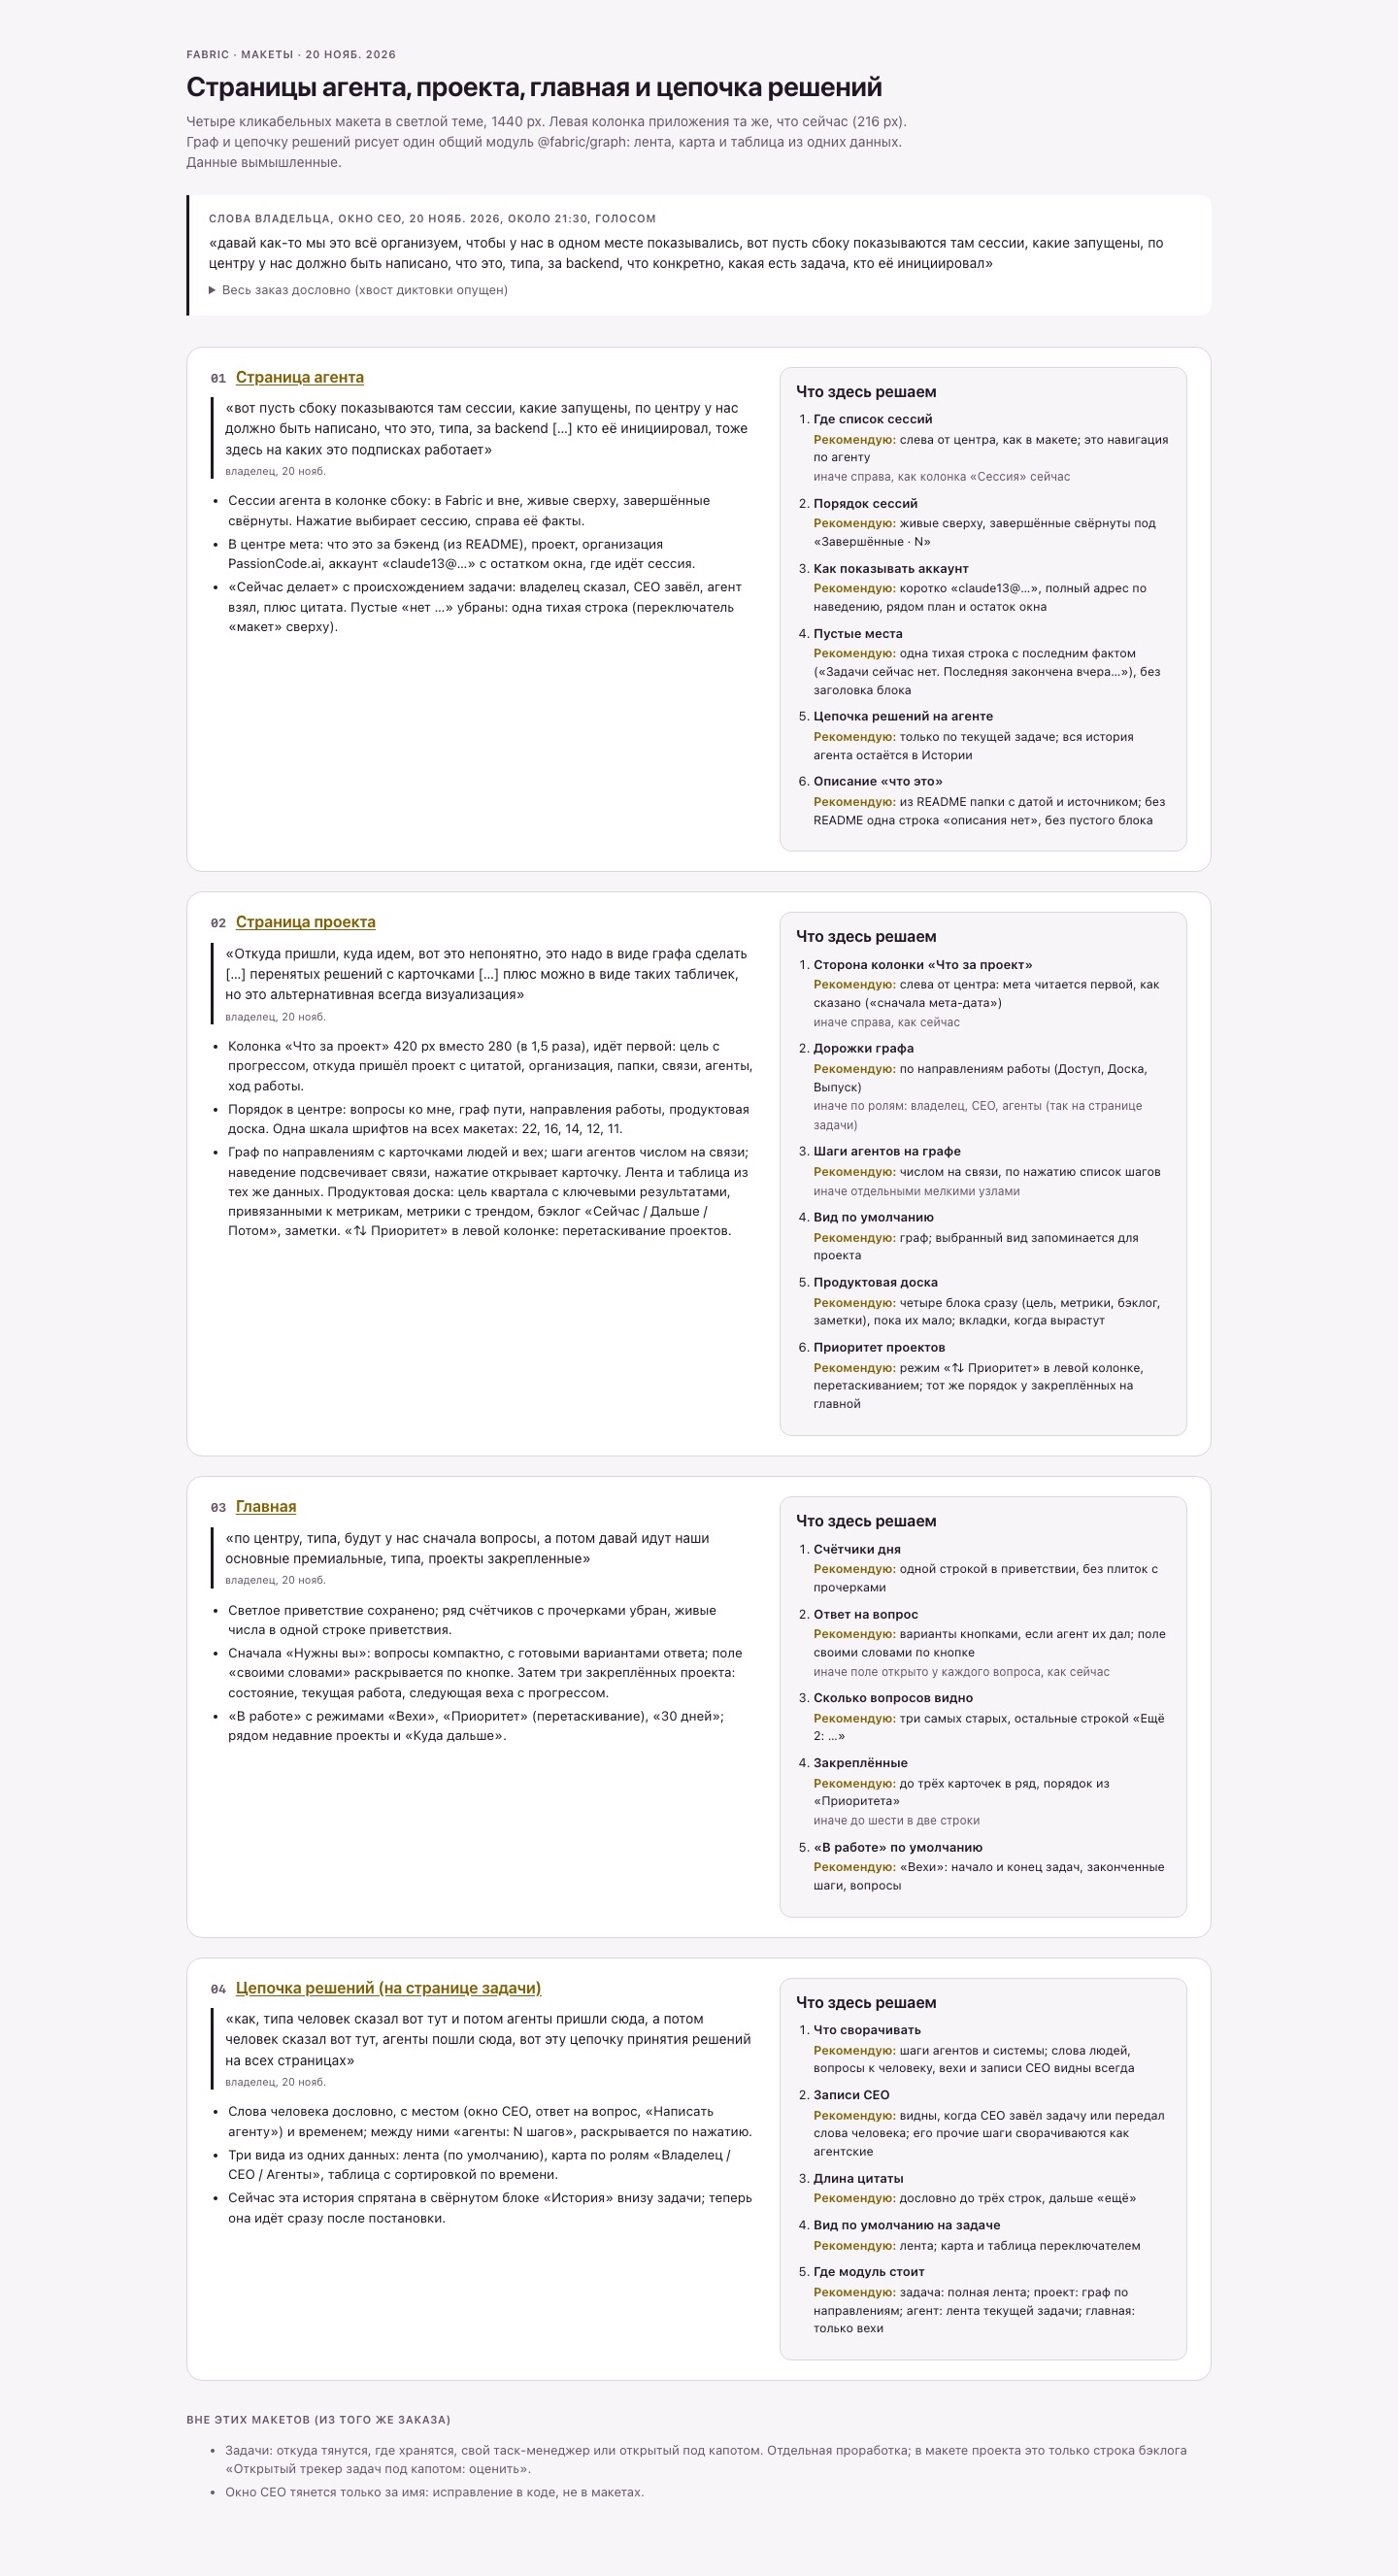 FABRIC · МАКЕТЫ · 20 НОЯБ. 2026
Страницы агента, проекта, главная и цепочка решений
Четыре кликабельных макета в светлой теме, 1440 px. Левая колонка приложения та же, что сейчас (216 px).
Граф и цепочку решений рисует один общий модуль @fabric/graph: лента, карта и таблица из одних данных.
Данные вымышленные.
СЛОВА ВЛАДЕЛЬЦА, ОКНО CEO, 20 НОЯБ. 2026, ОКОЛО 21:30, ГОЛОСОМ
«давай как-то мы это всё организуем, чтобы у нас в одном месте показывались, вот пусть сбоку показываются там сессии, какие запущены, по
центру у нас должно быть написано, что это, типа, за backend, что конкретно, какая есть задача, кто её инициировал»
▶ Весь заказ дословно (хвост диктовки опущен)
01 Страница агента
«вот пусть сбоку показываются там сессии, какие запущены, по центру у нас
должно быть написано, что это, типа, за backend […] кто её инициировал, тоже
здесь на каких это подписках работает»
владелец, 20 нояб.
• Сессии агента в колонке сбоку: в Fabric и вне, живые сверху, завершённые
свёрнуты. Нажатие выбирает сессию, справа её факты.
• В центре мета: что это за бэкенд (из README), проект, организация
PassionCode.ai, аккаунт «claude13@…» с остатком окна, где идёт сессия.
• «Сейчас делает» с происхождением задачи: владелец сказал, CEO завёл, агент
взял, плюс цитата. Пустые «нет …» убраны: одна тихая строка (переключатель
«макет» сверху).
Что здесь решаем
1. Где список сессий
Рекомендую: слева от центра, как в макете; это навигация
по агенту
иначе справа, как колонка «Сессия» сейчас
2. Порядок сессий
Рекомендую: живые сверху, завершённые свёрнуты под
«Завершённые · N»
3. Как показывать аккаунт
Рекомендую: коротко «claude13@…», полный адрес по
наведению, рядом план и остаток окна
4. Пустые места
Рекомендую: одна тихая строка с последним фактом
(«Задачи сейчас нет. Последняя закончена вчера…»), без
заголовка блока
5. Цепочка решений на агенте
Рекомендую: только по текущей задаче; вся история
агента остаётся в Истории
6. Описание «что это»
Рекомендую: из README папки с датой и источником; без
README одна строка «описания нет», без пустого блока
02 Страница проекта
«Откуда пришли, куда идем, вот это непонятно, это надо в виде графа сделать
[…] перенятых решений с карточками […] плюс можно в виде таких табличек,
но это альтернативная всегда визуализация»
владелец, 20 нояб.
• Колонка «Что за проект» 420 px вместо 280 (в 1,5 раза), идёт первой: цель с
прогрессом, откуда пришёл проект с цитатой, организация, папки, связи, агенты,
ход работы.
• Порядок в центре: вопросы ко мне, граф пути, направления работы, продуктовая
доска. Одна шкала шрифтов на всех макетах: 22, 16, 14, 12, 11.
• Граф по направлениям с карточками людей и вех; шаги агентов числом на связи;
наведение подсвечивает связи, нажатие открывает карточку. Лента и таблица из
тех же данных. Продуктовая доска: цель квартала с ключевыми результатами,
привязанными к метрикам, метрики с трендом, бэклог «Сейчас / Дальше /
Потом», заметки. «⇅ Приоритет» в левой колонке: перетаскивание проектов.
Что здесь решаем
1. Сторона колонки «Что за проект»
Рекомендую: слева от центра: мета читается первой, как
сказано («сначала мета-дата»)
иначе справа, как сейчас
2. Дорожки графа
Рекомендую: по направлениям работы (Доступ, Доска,
Выпуск)
иначе по ролям: владелец, CEO, агенты (так на странице
задачи)
3. Шаги агентов на графе
Рекомендую: числом на связи, по нажатию список шагов
иначе отдельными мелкими узлами
4. Вид по умолчанию
Рекомендую: граф; выбранный вид запоминается для
проекта
5. Продуктовая доска
Рекомендую: четыре блока сразу (цель, метрики, бэклог,
заметки), пока их мало; вкладки, когда вырастут
6. Приоритет проектов
Рекомендую: режим «⇅ Приоритет» в левой колонке,
перетаскиванием; тот же порядок у закреплённых на
главной
03 Главная
«по центру, типа, будут у нас сначала вопросы, а потом давай идут наши
основные премиальные, типа, проекты закрепленные»
владелец, 20 нояб.
• Светлое приветствие сохранено; ряд счётчиков с прочерками убран, живые
числа в одной строке приветствия.
• Сначала «Нужны вы»: вопросы компактно, с готовыми вариантами ответа; поле
«своими словами» раскрывается по кнопке. Затем три закреплённых проекта:
состояние, текущая работа, следующая веха с прогрессом.
• «В работе» с режимами «Вехи», «Приоритет» (перетаскивание), «30 дней»;
рядом недавние проекты и «Куда дальше».
Что здесь решаем
1. Счётчики дня
Рекомендую: одной строкой в приветствии, без плиток с
прочерками
2. Ответ на вопрос
Рекомендую: варианты кнопками, если агент их дал; поле
своими словами по кнопке
иначе поле открыто у каждого вопроса, как сейчас
3. Сколько вопросов видно
Рекомендую: три самых старых, остальные строкой «Ещё
2: …»
4. Закреплённые
Рекомендую: до трёх карточек в ряд, порядок из
«Приоритета»
иначе до шести в две строки
5. «В работе» по умолчанию
Рекомендую: «Вехи»: начало и конец задач, законченные
шаги, вопросы
04 Цепочка решений (на странице задачи)
«как, типа человек сказал вот тут и потом агенты пришли сюда, а потом
человек сказал вот тут, агенты пошли сюда, вот эту цепочку принятия решений
на всех страницах»
владелец, 20 нояб.
• Слова человека дословно, с местом (окно CEO, ответ на вопрос, «Написать
агенту») и временем; между ними «агенты: N шагов», раскрывается по нажатию.
• Три вида из одних данных: лента (по умолчанию), карта по ролям «Владелец /
CEO / Агенты», таблица с сортировкой по времени.
• Сейчас эта история спрятана в свёрнутом блоке «История» внизу задачи; теперь
она идёт сразу после постановки.
Что здесь решаем
1. Что сворачивать
Рекомендую: шаги агентов и системы; слова людей,
вопросы к человеку, вехи и записи CEO видны всегда
2. Записи CEO
Рекомендую: видны, когда CEO завёл задачу или передал
слова человека; его прочие шаги сворачиваются как
агентские
3. Длина цитаты
Рекомендую: дословно до трёх строк, дальше «ещё»
4. Вид по умолчанию на задаче
Рекомендую: лента; карта и таблица переключателем
5. Где модуль стоит
Рекомендую: задача: полная лента; проект: граф по
направлениям; агент: лента текущей задачи; главная:
только вехи
ВНЕ ЭТИХ МАКЕТОВ (ИЗ ТОГО ЖЕ ЗАКАЗА)
• Задачи: откуда тянутся, где хранятся, свой таск-менеджер или открытый под капотом. Отдельная проработка; в макете проекта это только строка бэклога
«Открытый трекер задач под капотом: оценить».
• Окно CEO тянется только за имя: исправление в коде, не в макетах.